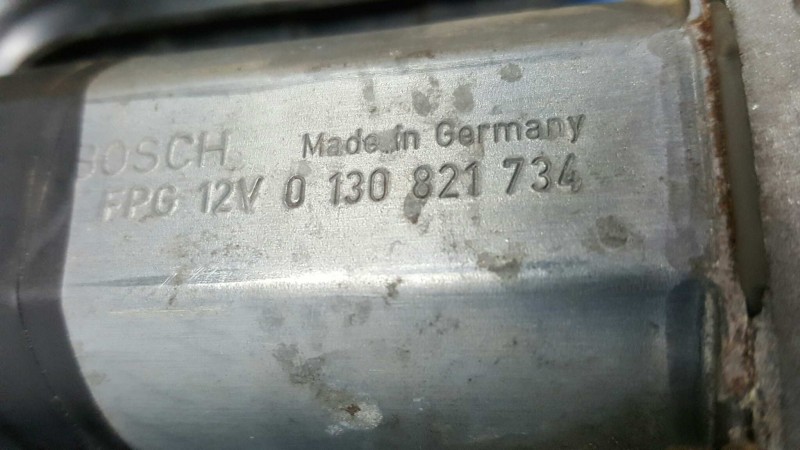 BOSCH Made in Germany
FPG 12V 0 130 821 734